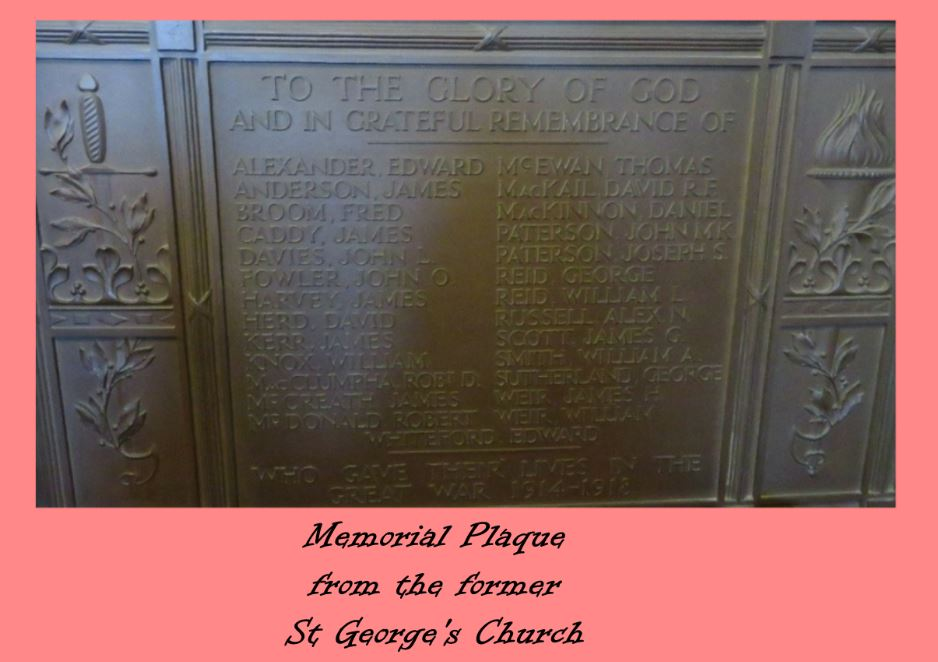 TO THE GLORY OF GOD
AND IN GRATEFUL REMEMBRANCE OF
ALEXANDER, EDWARD
ANDERSON, JAMES
BROOM, FRED
CADDY, JAMES
DAVIES, JOHN L.
FOWLER, JOHN O.
HARVEY, JAMES
HERD, DAVID
KERR, JAMES
KNOX, WILLIAM
MACCLUMPHA, ROBT D.
MCCREATH, JAMES
MCDONALD, ROBERT
MCEWAN, THOMAS
MACKAIL, DAVID R.F.
MACKINNON, DANIEL
PATERSON, JOHN MK
PATERSON, JOSEPH S.
REID, GEORGE
REID, WILLIAM L.
RUSSELL, ALEX. N.
SCOTT, JAMES G.
SMITH, WILLIAM A.
SUTHERLAND, GEORGE
WEIR, JAMES H.
WEIR, WILLIAM
WHITEFORD, EDWARD
WHO GAVE THEIR LIVES IN THE
GREAT WAR 1914-1918
Memorial Plaque
from the former
St George's Church